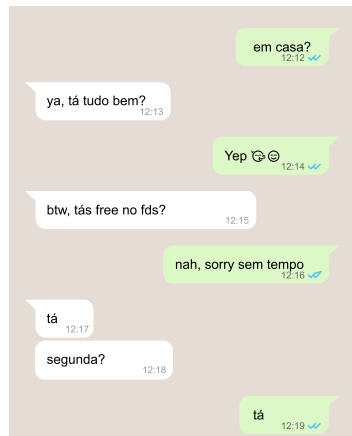 em casa?
12:12
ya, tá tudo bem?
12:13
Yep 😏😊
12:14
btw, tás free no fds?
12:15
nah, sorry sem tempo
12:16
tá
12:17
segunda?
12:18
tá
12:19